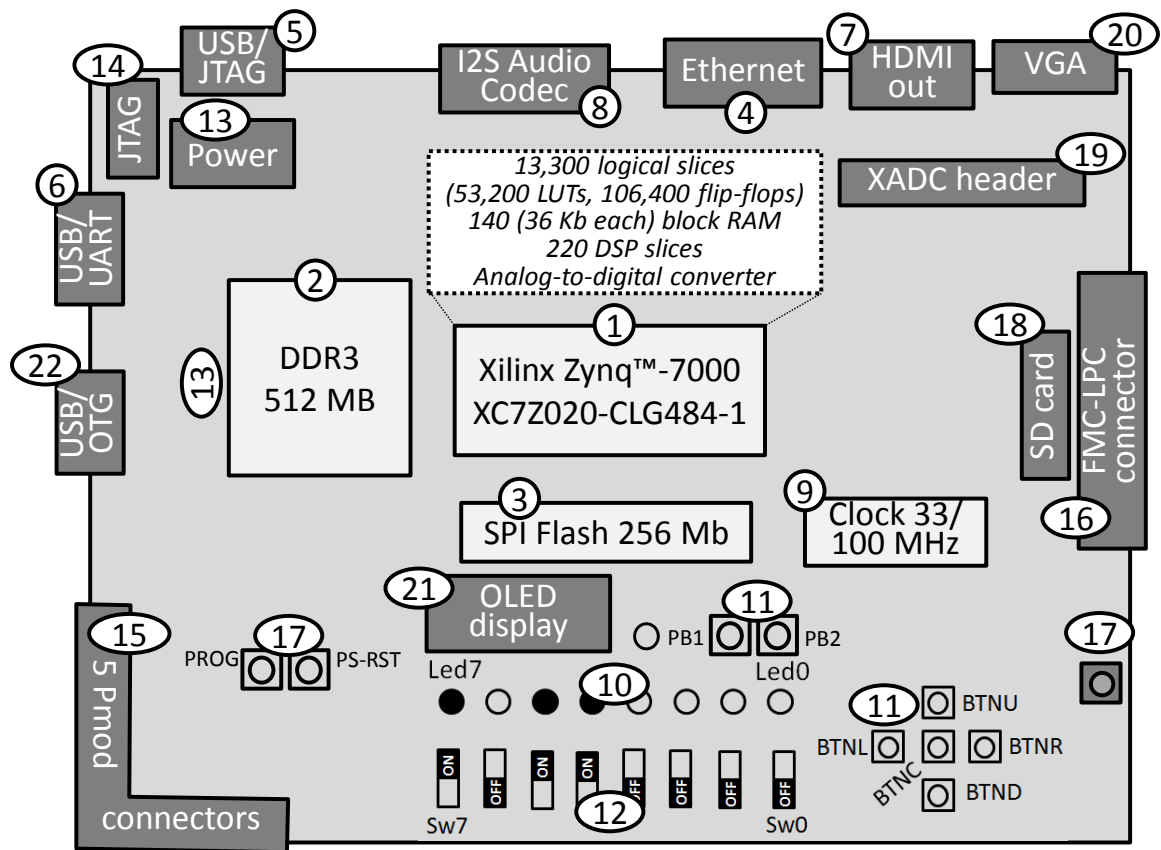 5
USB/
JTAG
14
JTAG
13
Power
I2S Audio
Codec
8
Ethernet
4
7
HDMI
out
20
VGA
19
XADC header
13,300 logical slices
(53,200 LUTs, 106,400 flip-flops)
140 (36 Kb each) block RAM
220 DSP slices
Analog-to-digital converter
6
USB/
UART
2
DDR3
512 MB
13
1
Xilinx Zynq™-7000
XC7Z020-CLG484-1
18
SD card
FMC-LPC
connector
16
22
USB/
OTG
3
SPI Flash 256 Mb
9
Clock 33/
100 MHz
21
OLED
display
11
PB1
PB2
15
5 Pmod
connectors
17
PROG
PS-RST
17
Led7
10
Led0
11
BTNU
BTNL
BTNR
BTNC
BTND
ON
OFF
ON
ON
OFF
OFF
OFF
OFF
12
Sw7
Sw0